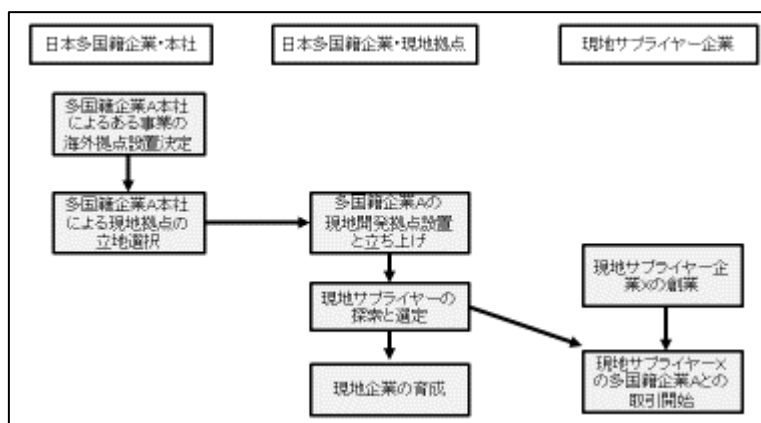 日本多国籍企業・本社
日本多国籍企業・現地拠点
現地サプライヤー企業
多国籍企業A本社
によるある事業の
海外拠点設置決定
多国籍企業A本社
による現地拠点の
立地選択
多国籍企業Aの
現地開発拠点設置
と立ち上げ
現地サプライヤー企
業Xの創業
現地サプライヤーの
探索と選定
現地企業の育成
現地サプライヤーX
の多国籍企業Aとの
取引開始